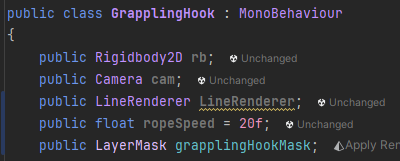 public class GrapplingHook : MonoBehaviour
{
public Rigidbody2D rb; Unchanged
public Camera cam; Unchanged
public LineRenderer LineRenderer; Unchanged
public float ropeSpeed = 20f; Unchanged
public LayerMask grapplingHookMask; Apply Ren